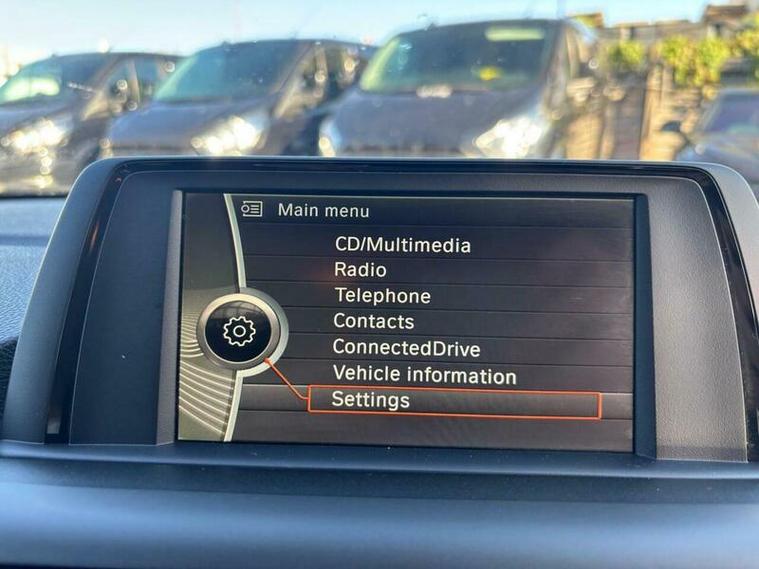 Main menu
CD/Multimedia
Radio
Telephone
Contacts
ConnectedDrive
Vehicle information
Settings